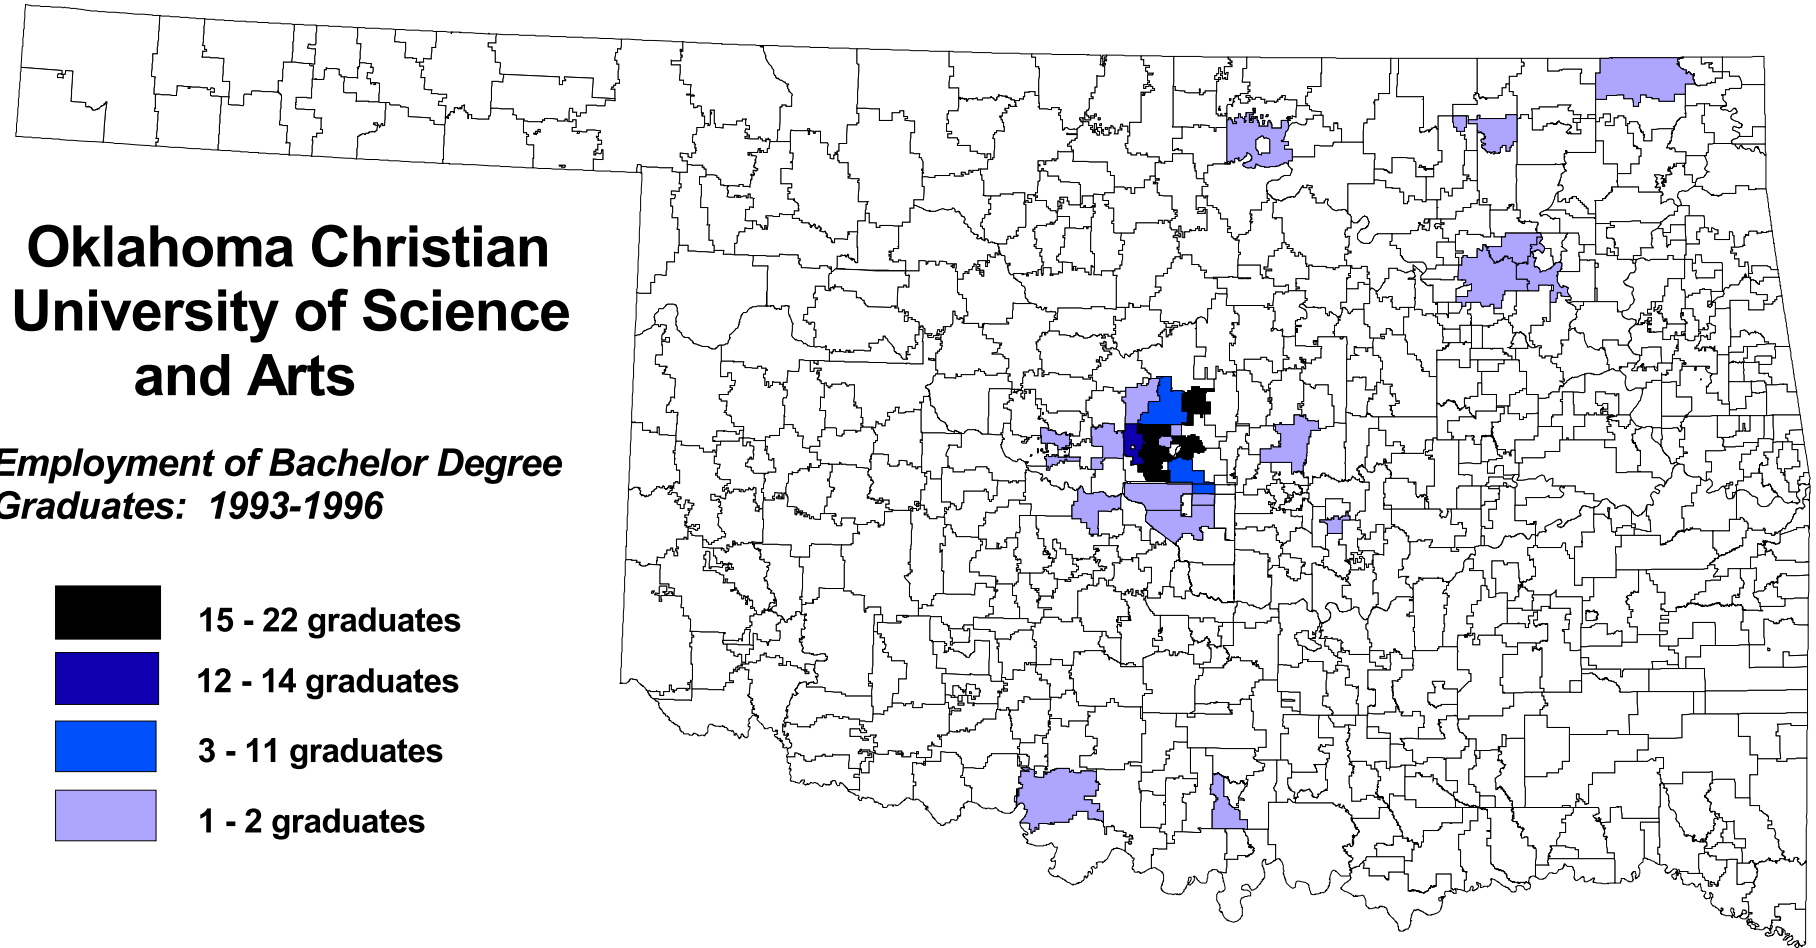 Oklahoma Christian
University of Science
and Arts
Employment of Bachelor Degree
Graduates: 1993-1996
15 - 22 graduates
12 - 14 graduates
3 - 11 graduates
1 - 2 graduates